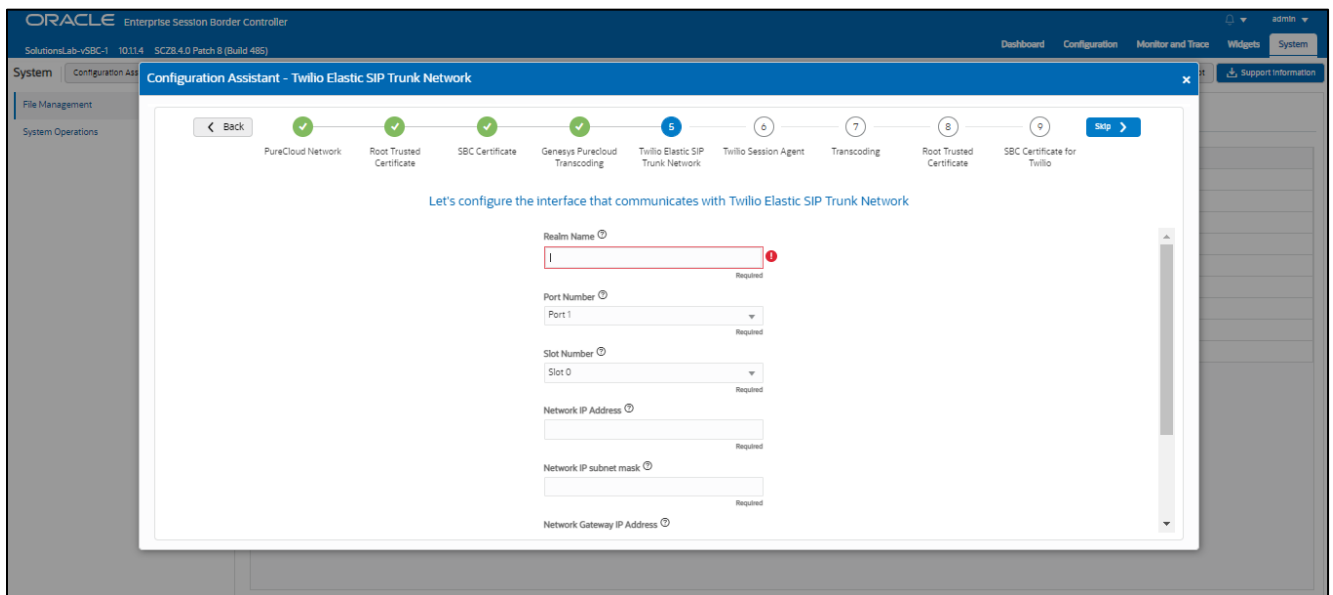 ORACLE Enterprise Session Border Controller
admin
SolutionsLab-vSBC-1 10.1.1.4 SCZ8.4.0 Patch 8 (Build 485)
Dashboard Configuration Monitor and Trace Widgets System
System Configuration Ass
Support Information
Configuration Assistant - Twilio Elastic SIP Trunk Network
File Management
System Operations
Back 5 6 7 8 9 Skip
PureCloud Network
Root Trusted
Certificate
SBC Certificate
Genesys Purecloud
Transcoding
Twilio Elastic SIP
Trunk Network
Twilio Session Agent
Transcoding
Root Trusted
Certificate
SBC Certificate for
Twilio
Let's configure the interface that communicates with Twilio Elastic SIP Trunk Network
Realm Name
Required
Port Number
Port 1
Required
Slot Number
Slot 0
Required
Network IP Address
Required
Network IP subnet mask
Required
Network Gateway IP Address